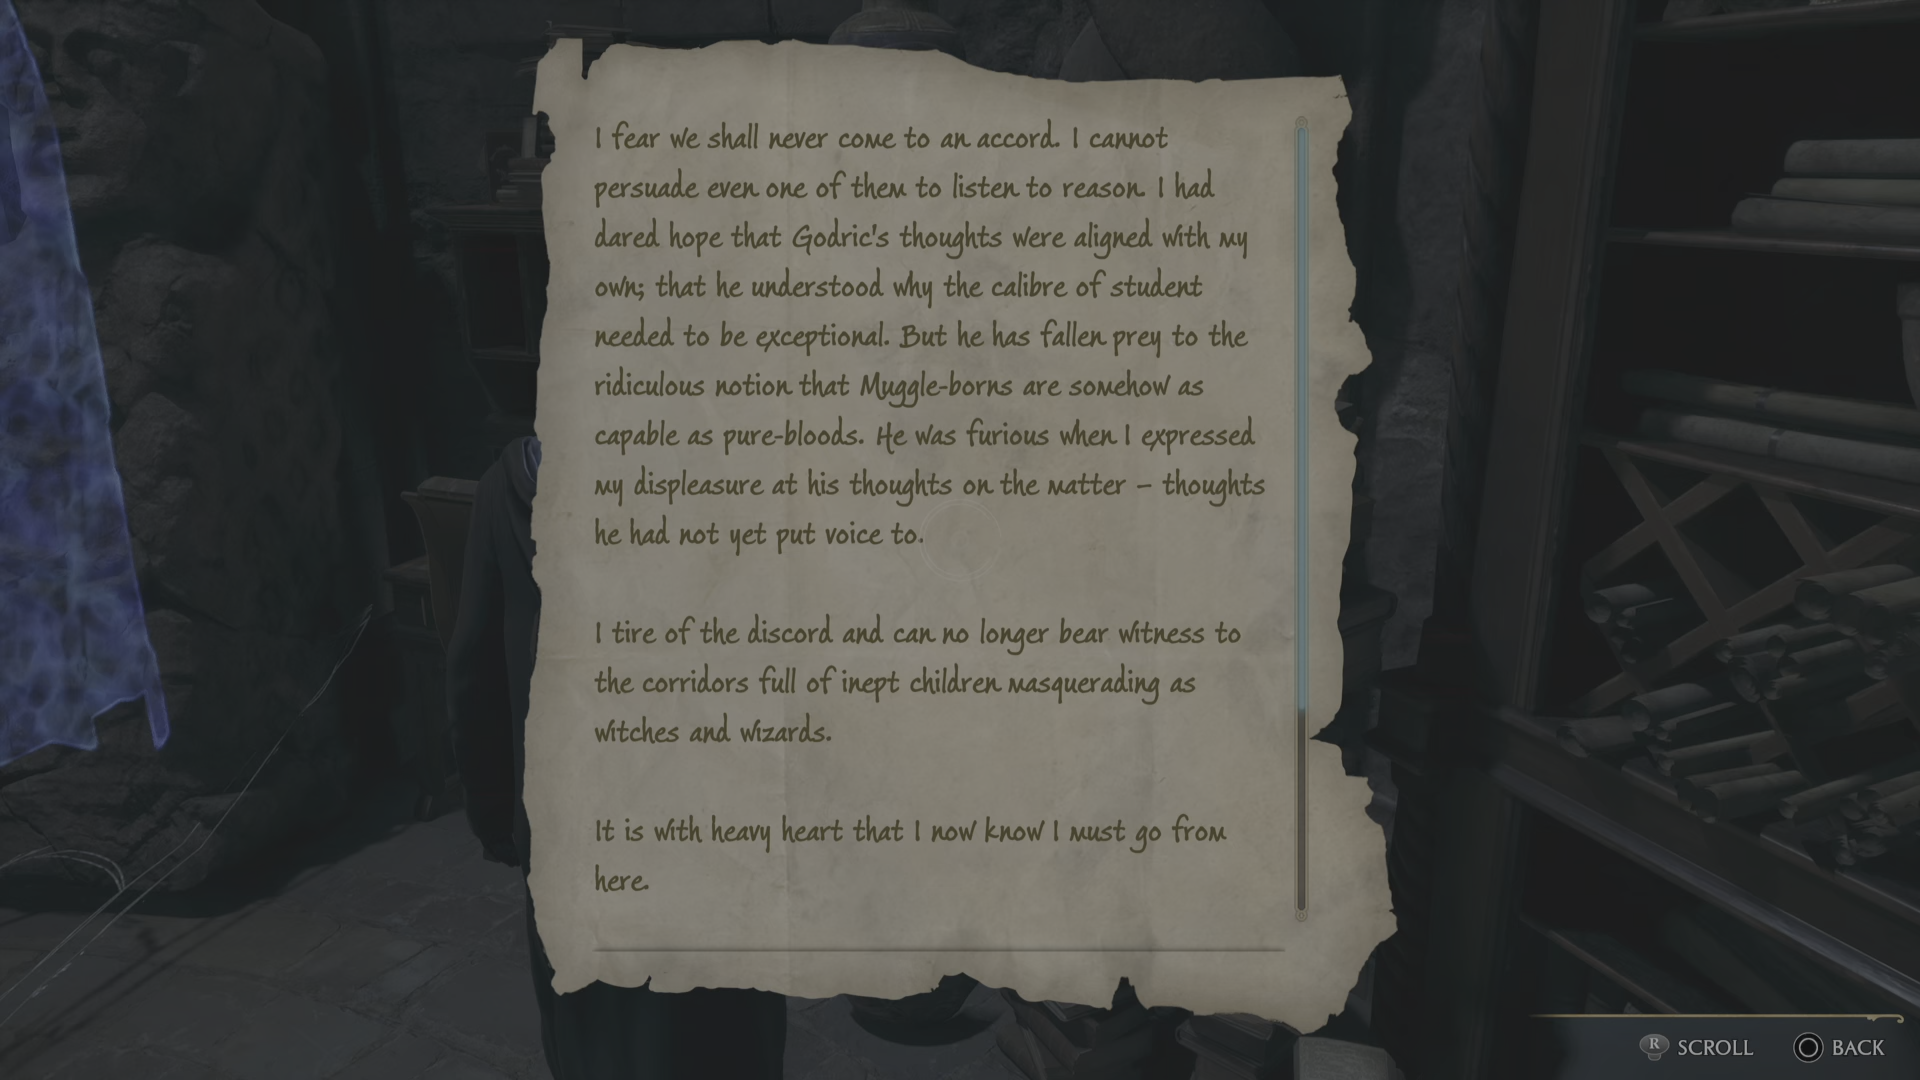 I fear we shall never come to an accord. I cannot
persuade even one of them to listen to reason. I had
dared hope that Godric's thoughts were aligned with my
own; that he understood why the calibre of student
needed to be exceptional. But he has fallen prey to the
ridiculous notion that Muggle-borns are somehow as
capable as pure-bloods. He was furious when I expressed
my displeasure at his thoughts on the matter – thoughts
he had not yet put voice to.
I tire of the discord and can no longer bear witness to
the corridors full of inept children masquerading as
witches and wizards.
It is with heavy heart that I now know I must go from
here.
R SCROLL BACK